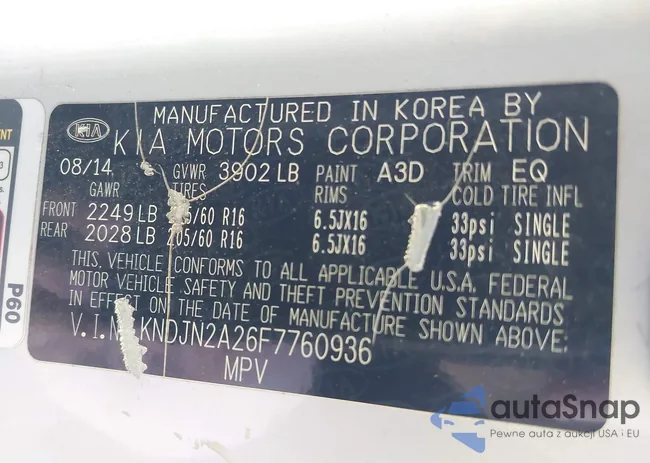 MANUFACTURED IN KOREA BY
KIA KIA MOTORS CORPORATION
08/14 GVWR 3902 LB PAINT A3D TRIM EQ
GAWR TIRES RIMS COLD TIRE INFL
FRONT 2249 LB /60 R16 6.5JX16 33psi SINGLE
REAR 2028 LB 205/60 R16 6.5JX16 33psi SINGLE
THIS VEHICLE CONFORMS TO ALL APPLICABLE U.S.A. FEDERAL
MOTOR VEHICLE SAFETY AND THEFT PREVENTION STANDARDS
IN EFFECT ON THE DATE OF MANUFACTURE SHOWN ABOVE:
V.I.N KNDJN2A26F7760936
MPV
P60
autaSnap
Pewne auta z aukcji USA i EU